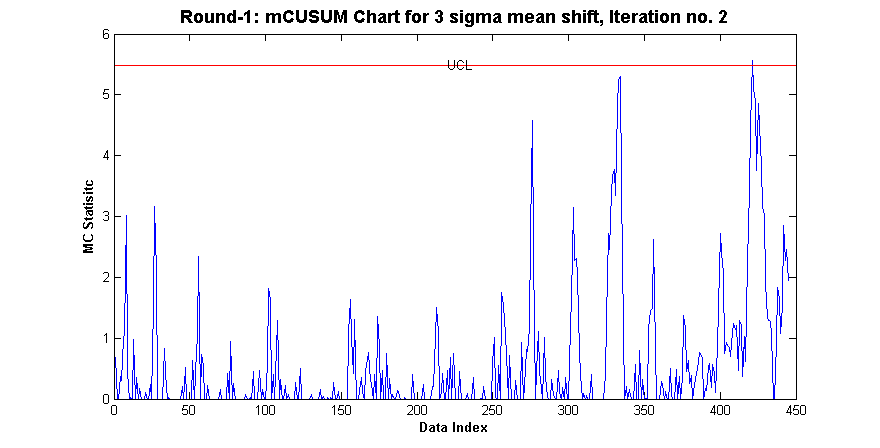 Round-1: mCUSUM Chart for 3 sigma mean shift, Iteration no. 2
6
UCL
5
4
3
2
1
0
MC Statisitc
0 50 100 150 200 250 300 350 400 450
Data Index